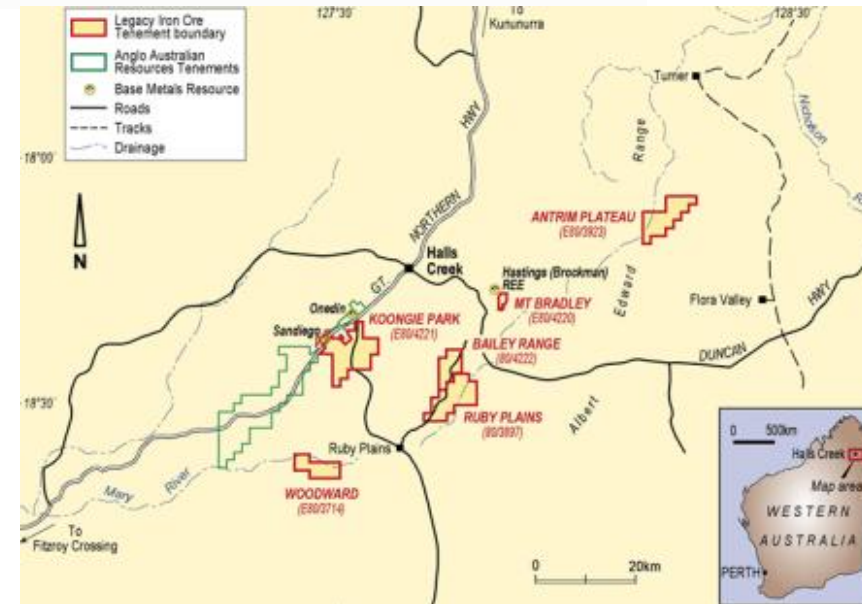 Legacy Iron Ore
Tenement boundary
Anglo Australian
Resources Tenements
Base Metals Resource
Roads
Tracks
Drainage
127°30'
To
Kununurra
128°30'
Turner
Nicholson
18°00'
N
HWY
NORTHERN
GT
Range
Edward
Albert
ANTRIM PLATEAU
(E80/3923)
Halls
Creek
Hastings (Brockman)
REE
MT BRADLEY
(E80/4220)
Onedin
Sandiego
KOONGIE PARK
(E80/4221)
BAILEY RANGE
(80/4222)
Flora Valley
HWY
DUNCAN
18°30'
RUBY PLAINS
(80/3897)
Ruby Plains
Mary
River
WOODWARD
(E80/3714)
To
Fitzroy Crossing
0
20km
0
500km
Halls Creek
Map area
WESTERN
AUSTRALIA
PERTH